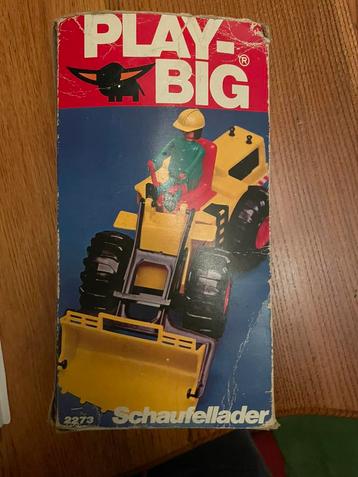 PLAY-
BIG®
2273 Schaufellader